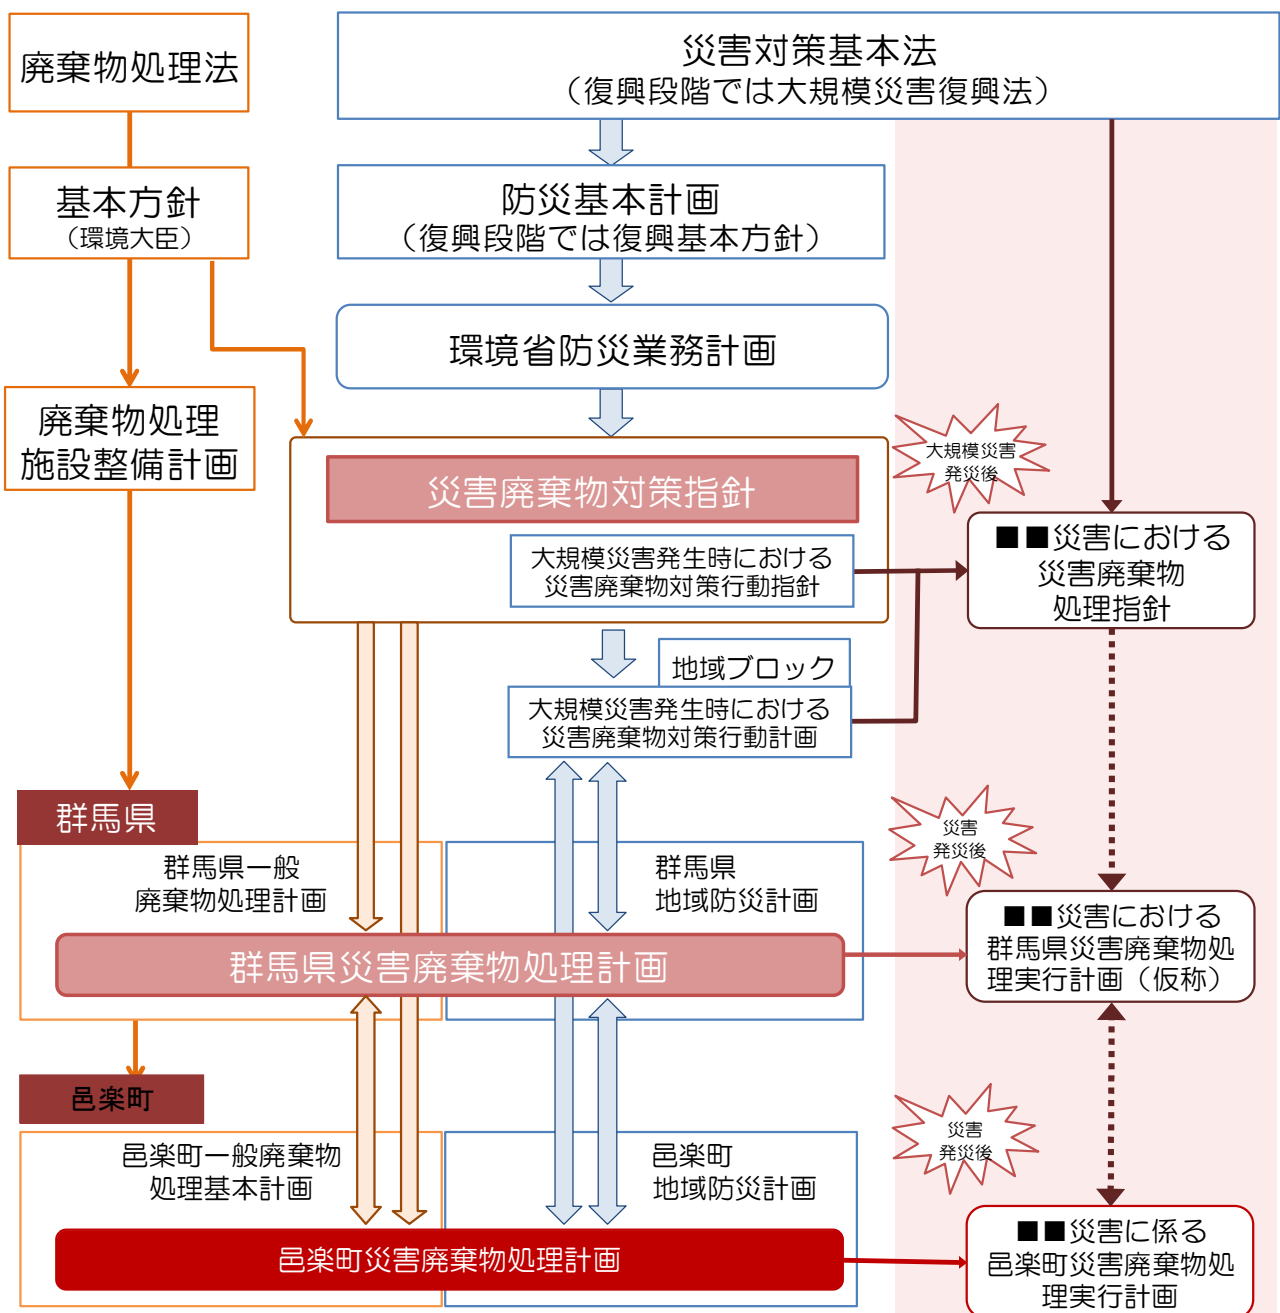 廃棄物処理法
災害対策基本法
（復興段階では大規模災害復興法）
基本方針
（環境大臣）
防災基本計画
（復興段階では復興基本方針）
環境省防災業務計画
廃棄物処理
施設整備計画
災害廃棄物対策指針
大規模災害発生時における
災害廃棄物対策行動指針
大規模災害
発災後
■■災害における
災害廃棄物
処理指針
地域ブロック
大規模災害発生時における
災害廃棄物対策行動計画
群馬県
群馬県一般
廃棄物処理計画
群馬県
地域防災計画
災害
発災後
群馬県災害廃棄物処理計画
■■災害における
群馬県災害廃棄物処
理実行計画（仮称）
邑楽町
邑楽町一般廃棄物
処理基本計画
邑楽町
地域防災計画
災害
発災後
邑楽町災害廃棄物処理計画
■■災害に係る
邑楽町災害廃棄物処
理実行計画